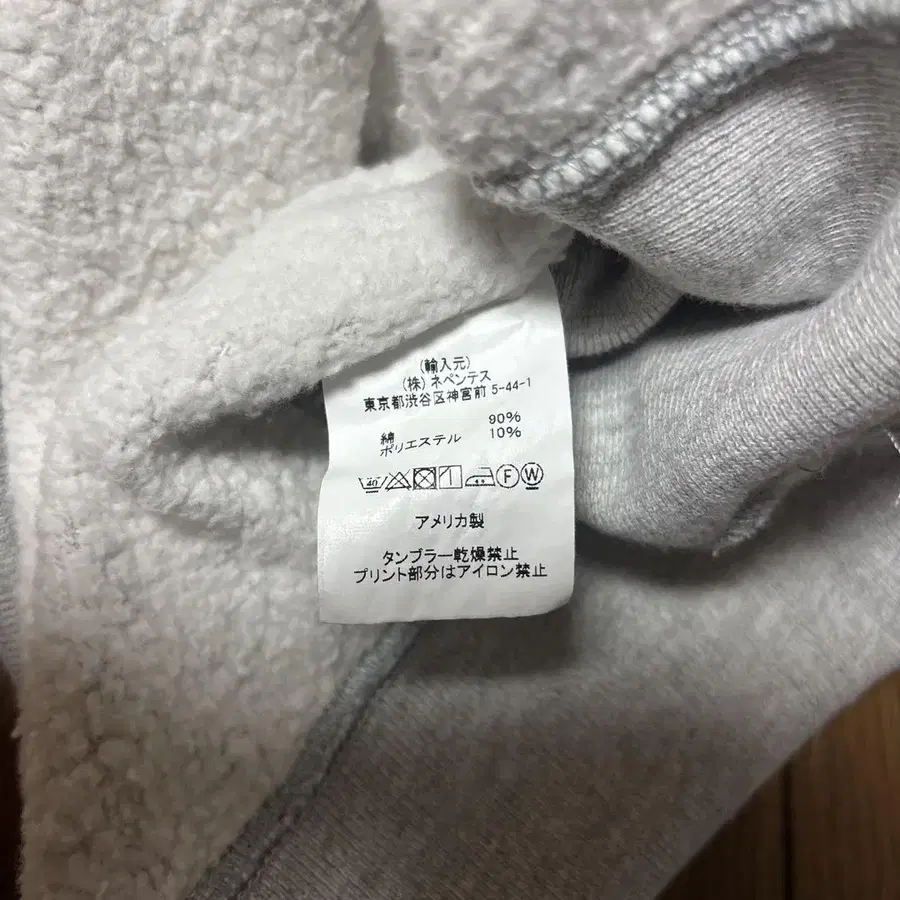 (輸入元)
(株) ネペンテス
東京都渋谷区神宮前 5-44-1
綿 90%
ポリエステル 10%
40 F W
アメリカ製
タンブラー乾燥禁止
プリント部分はアイロン禁止